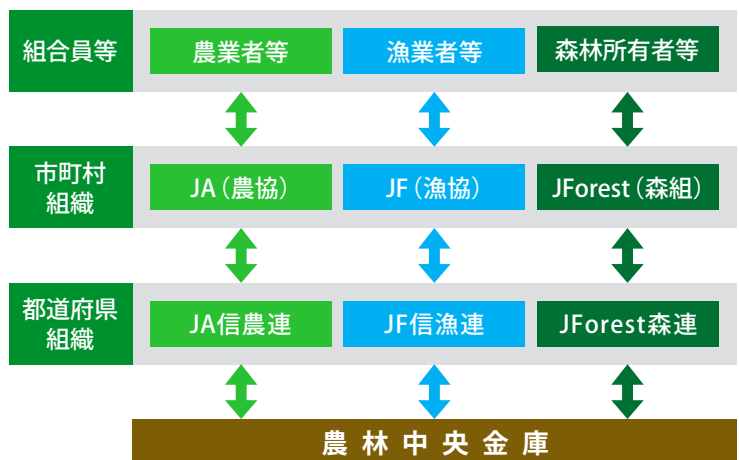 組合員等
農業者等
漁業者等
森林所有者等
市町村
組織
JA（農協）
JF（漁協）
JForest（森組）
都道府県
組織
JA信農連
JF信漁連
JForest森連
農林中央金庫